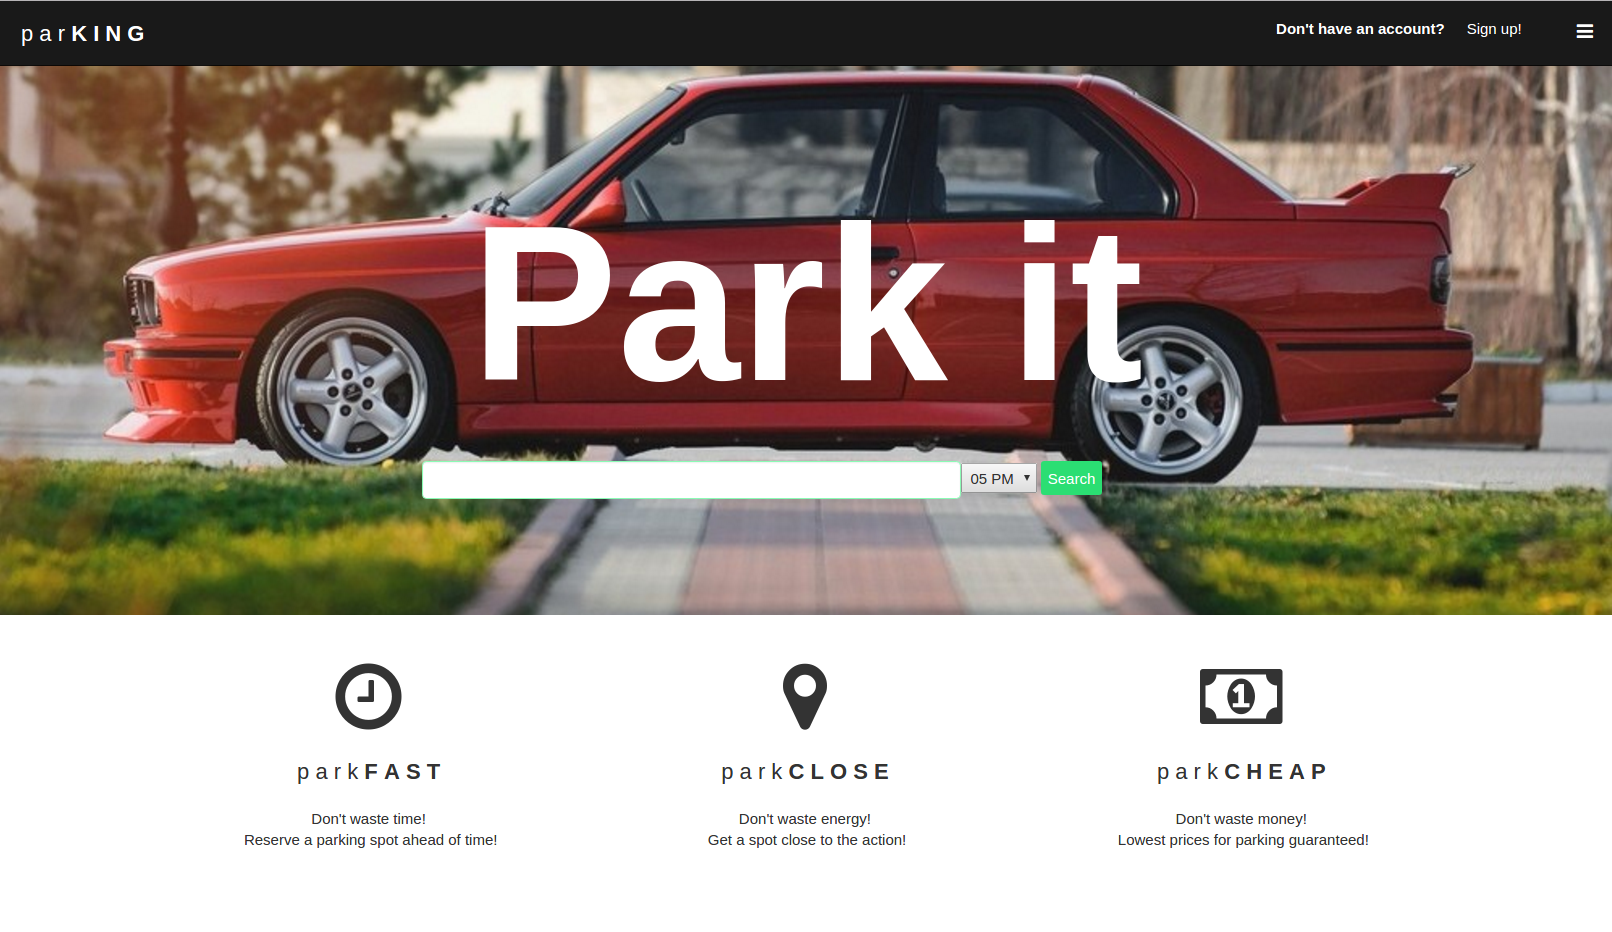 parKING
Don't have an account? Sign up!
Park it
05 PM Search
1
parkFAST parkCLOSE parkCHEAP
Don't waste time! Don't waste energy! Don't waste money!
Reserve a parking spot ahead of time! Get a spot close to the action! Lowest prices for parking guaranteed!